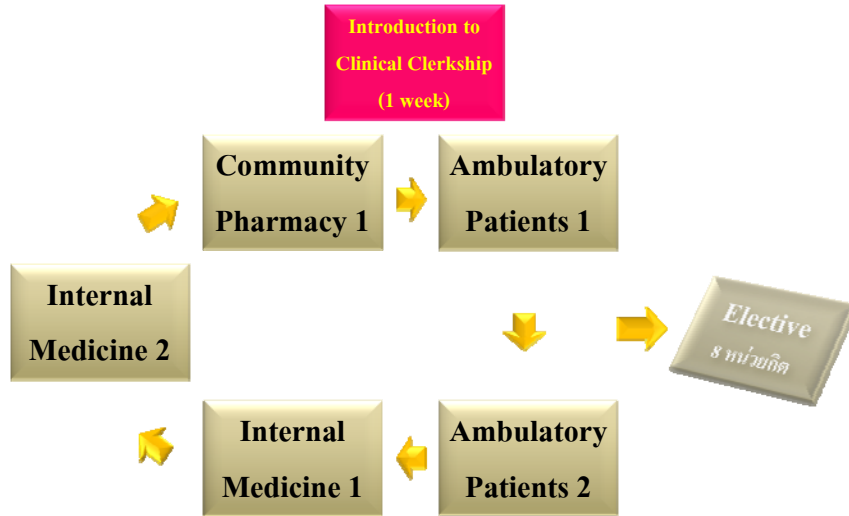 Introduction to
Clinical Clerkship
(1 week)
Community
Pharmacy 1
Ambulatory
Patients 1
Internal
Medicine 2
Elective
8 หน่วยกิต
Internal
Medicine 1
Ambulatory
Patients 2